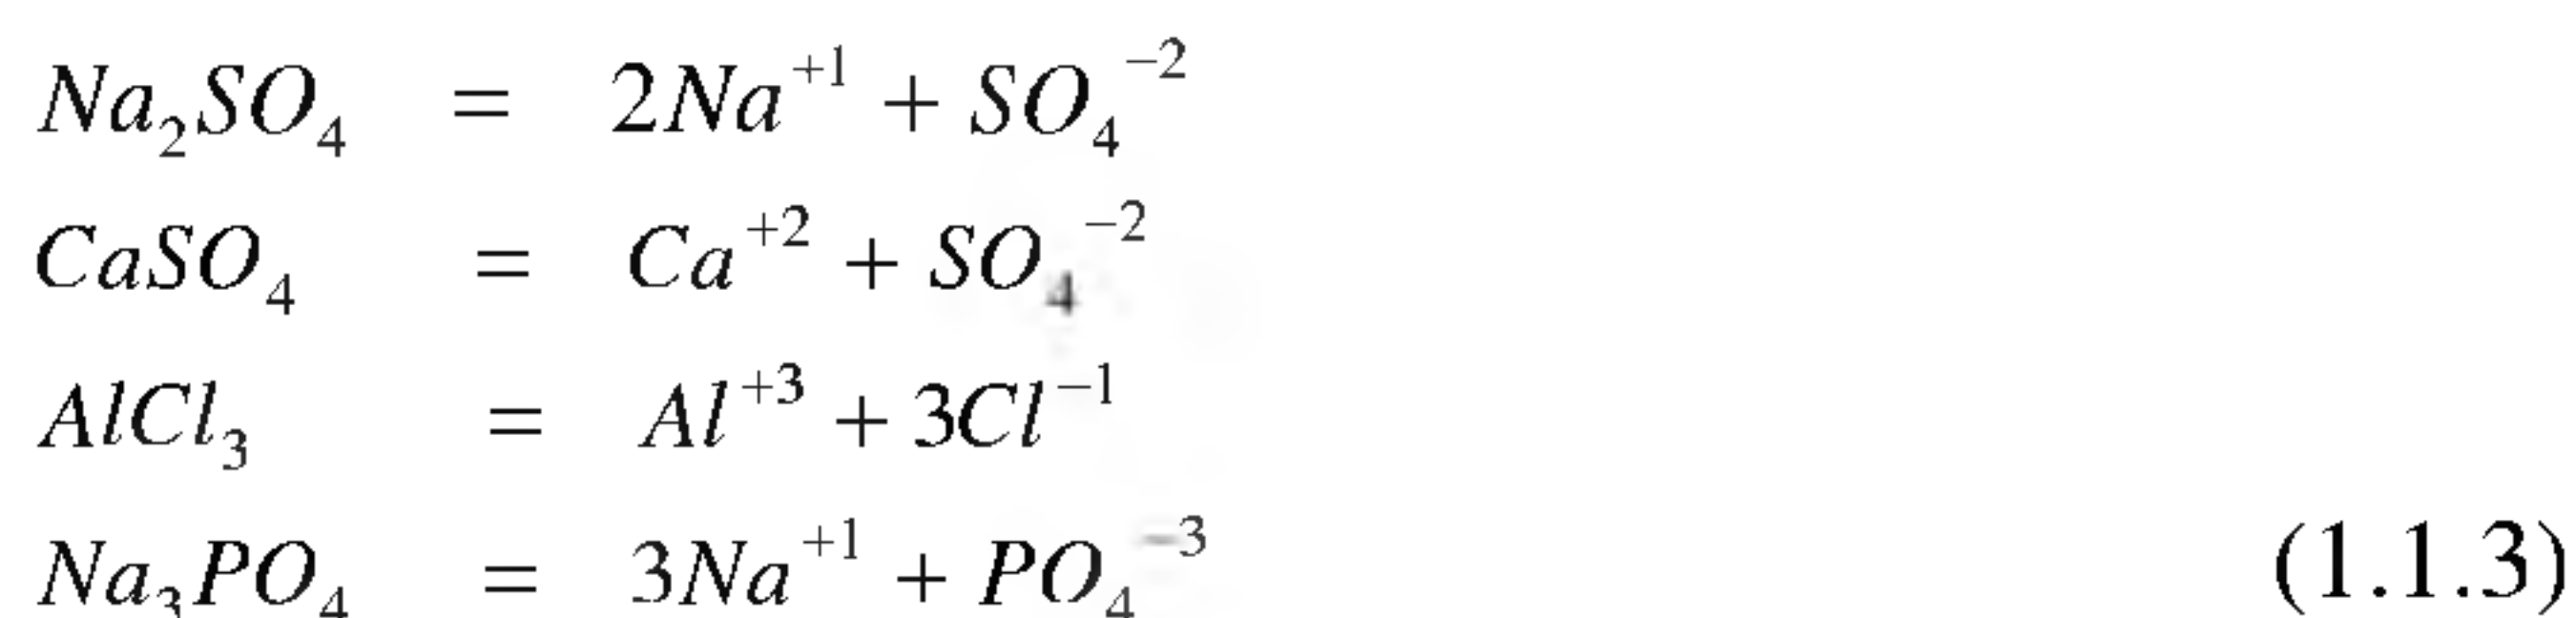 Na₂SO₄ = 2Na⁺¹ + SO₄⁻²
CaSO₄ = Ca⁺² + SO₄⁻²
AlCl₃ = Al⁺³ + 3Cl⁻¹
Na₃PO₄ = 3Na⁺¹ + PO₄⁻³ (1.1.3)